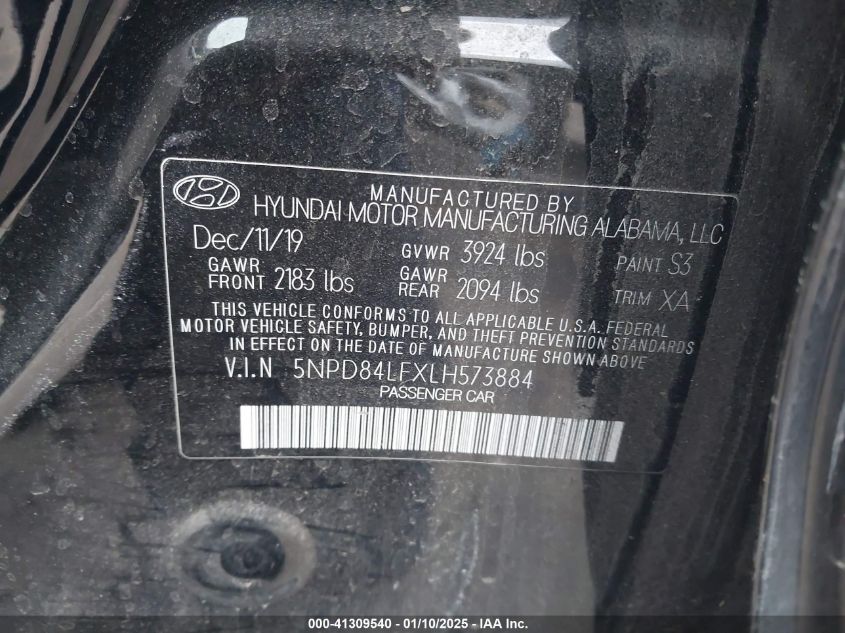 MANUFACTURED BY
HYUNDAI MOTOR MANUFACTURING ALABAMA, LLC
Dec/11/19 GVWR 3924 lbs PAINT S3
GAWR FRONT 2183 lbs GAWR REAR 2094 lbs TRIM XA
THIS VEHICLE CONFORMS TO ALL APPLICABLE U.S.A. FEDERAL
MOTOR VEHICLE SAFETY, BUMPER, AND THEFT PREVENTION STANDARDS
IN EFFECT ON THE DATE OF MANUFACTURE SHOWN ABOVE
V.I.N 5NPD84LFXLH573884
PASSENGER CAR
000-41309540 - 01/10/2025 - IAA Inc.